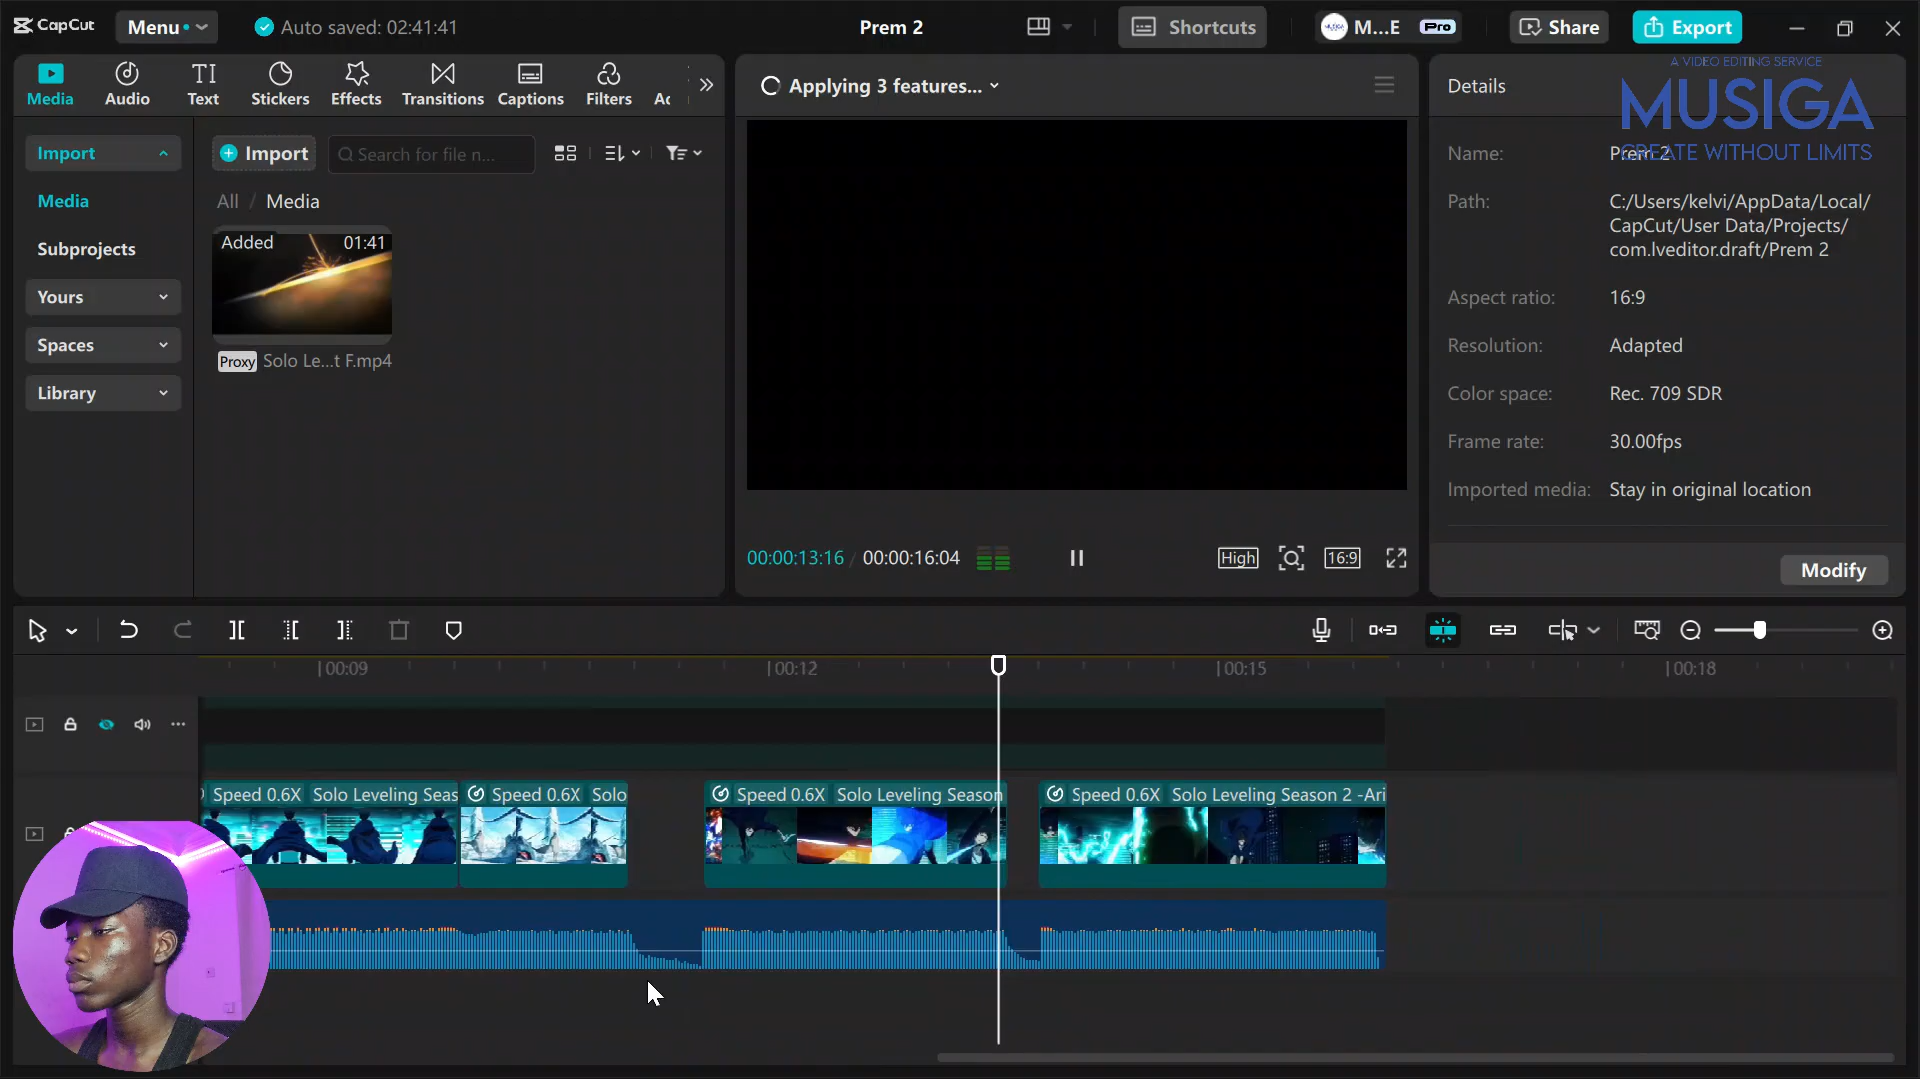 CapCut
Menu
Auto saved: 02:41:41
Prem 2
Shortcuts
M...E
Pro
Share
Export
A VIDEO EDITING SERVICE
MUSIGA
CREATE WITHOUT LIMITS
Media
Audio
TI
Text
Stickers
Effects
Transitions
Captions
Filters
Import
Media
Subprojects
Yours
Spaces
Library
Import
Search for file n...
All / Media
Added
01:41
Proxy
Solo Le...t F.mp4
Applying 3 features...
00:00:13:16 / 00:00:16:04
High
16:9
Details
Name: Prem 2
Path: C:/Users/kelvi/AppData/Local/
CapCut/User Data/Projects/
com.lveditor.draft/Prem 2
Aspect ratio: 16:9
Resolution: Adapted
Color space: Rec. 709 SDR
Frame rate: 30.00fps
Imported media: Stay in original location
Modify
00:09
00:12
00:15
00:18
Speed 0.6X Solo Leveling Seas
Speed 0.6X Solo
Speed 0.6X Solo Leveling Season
Speed 0.6X Solo Leveling Season 2 -Ari